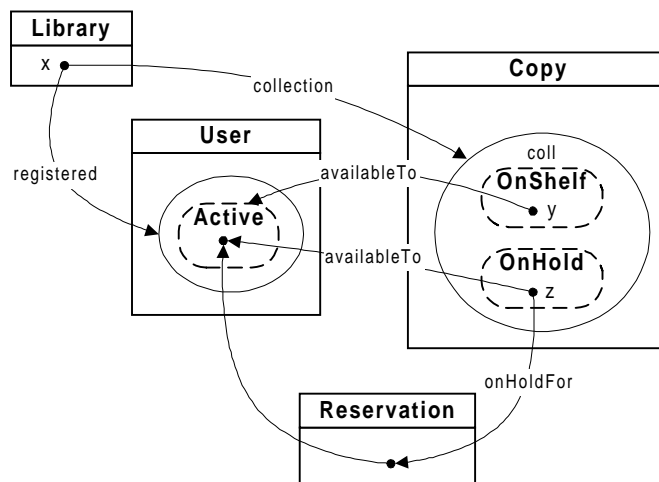 Library
x
Copy
collection
User
coll
registered
availableTo
OnShelf
Active
y
availableTo
OnHold
z
onHoldFor
Reservation